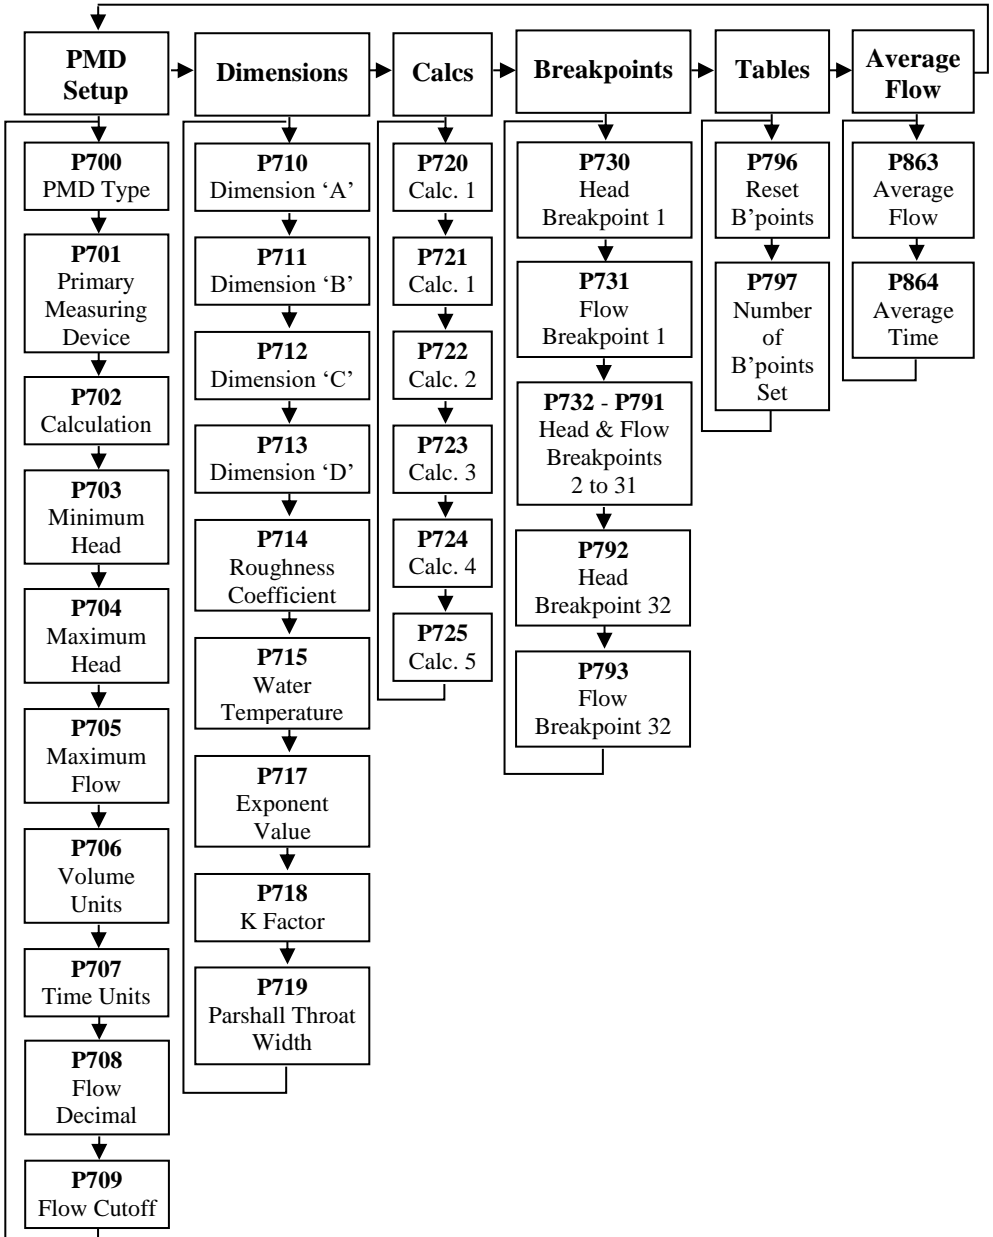 PMD
Setup
Dimensions
Calcs
Breakpoints
Tables
Average
Flow
P700
PMD Type
P701
Primary
Measuring
Device
P702
Calculation
P703
Minimum
Head
P704
Maximum
Head
P705
Maximum
Flow
P706
Volume
Units
P707
Time Units
P708
Flow
Decimal
P709
Flow Cutoff
P710
Dimension ‘A’
P711
Dimension ‘B’
P712
Dimension ‘C’
P713
Dimension ‘D’
P714
Roughness
Coefficient
P715
Water
Temperature
P717
Exponent
Value
P718
K Factor
P719
Parshall Throat
Width
P720
Calc. 1
P721
Calc. 1
P722
Calc. 2
P723
Calc. 3
P724
Calc. 4
P725
Calc. 5
P730
Head
Breakpoint 1
P731
Flow
Breakpoint 1
P732 - P791
Head & Flow
Breakpoints
2 to 31
P792
Head
Breakpoint 32
P793
Flow
Breakpoint 32
P796
Reset
B’points
P797
Number
of
B’points
Set
P863
Average
Flow
P864
Average
Time